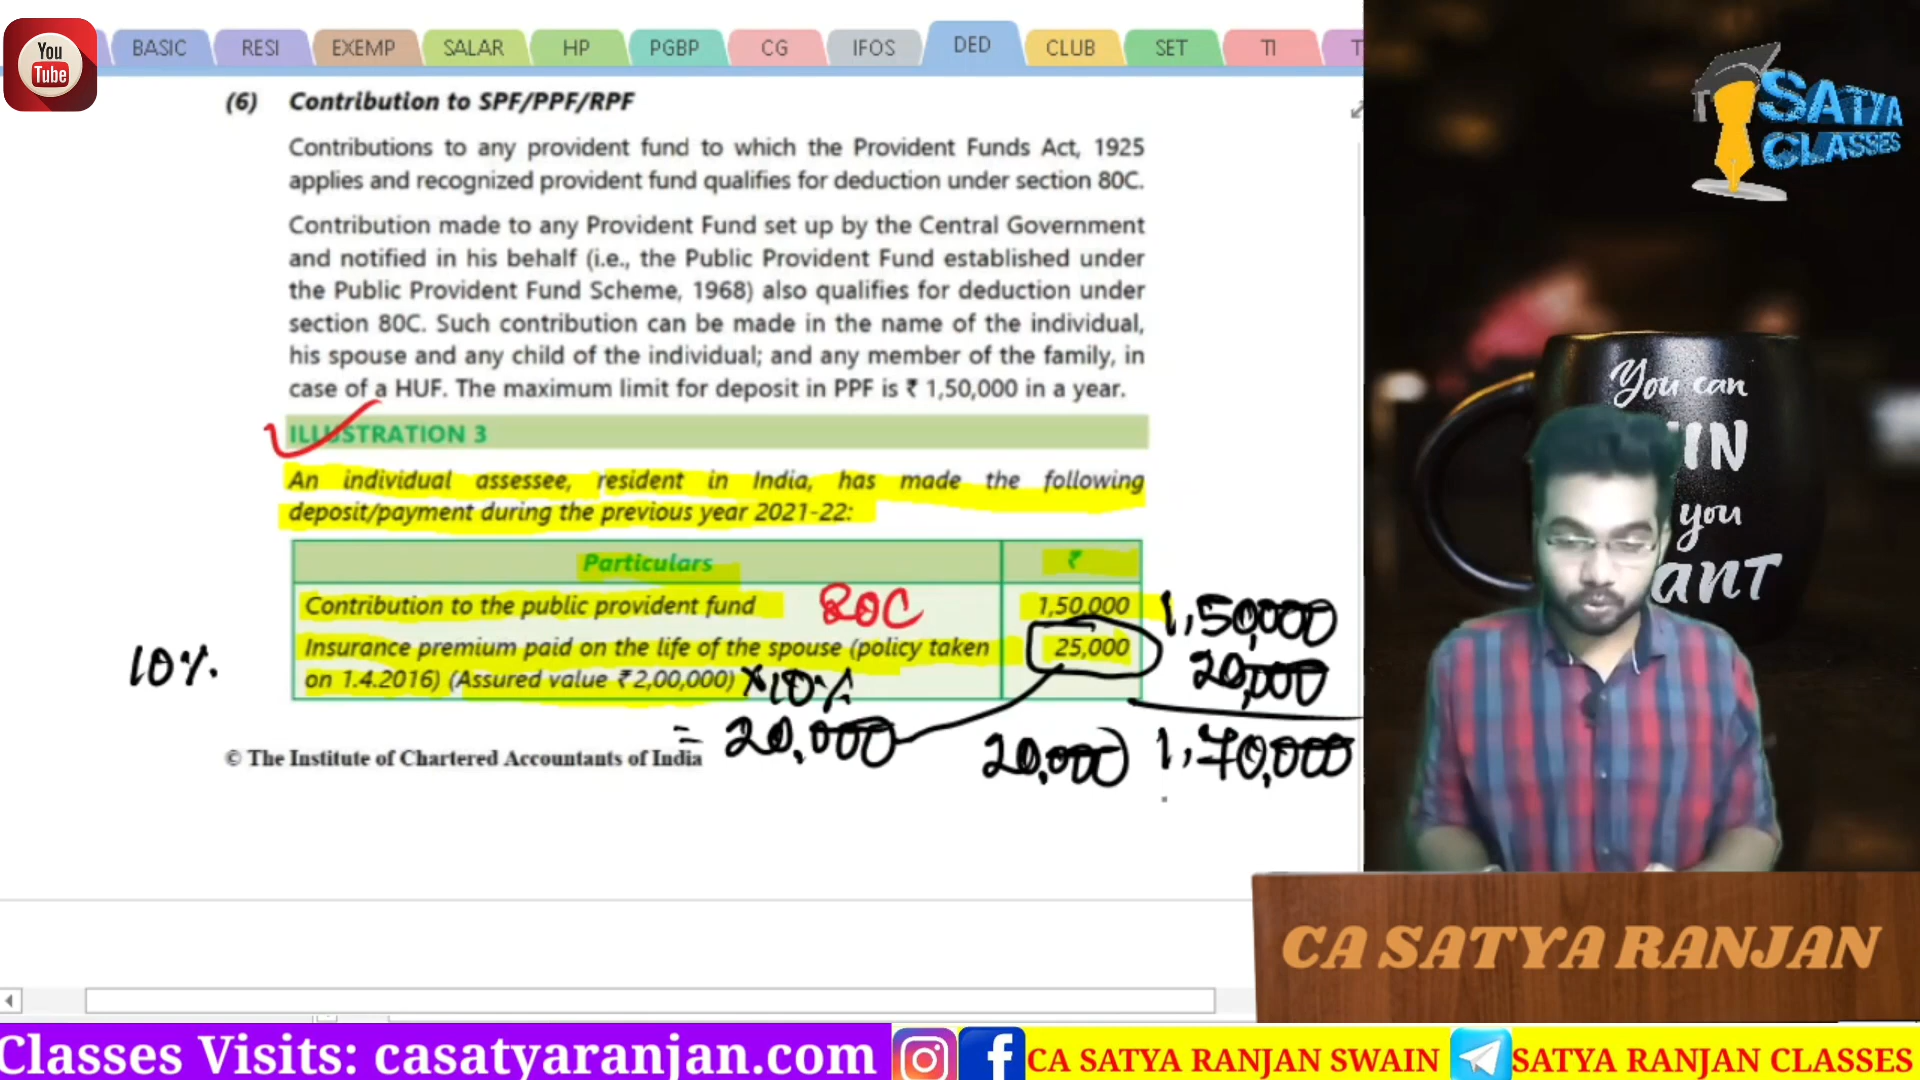 You
Tube
BASIC
RESI
EXEMP
SALAR
HP
PGBP
CG
IFOS
DED
CLUB
SET
TI
T
(6) Contribution to SPF/PPF/RPF
Contributions to any provident fund to which the Provident Funds Act, 1925
applies and recognized provident fund qualifies for deduction under section 80C.
Contribution made to any Provident Fund set up by the Central Government
and notified in his behalf (i.e., the Public Provident Fund established under
the Public Provident Fund Scheme, 1968) also qualifies for deduction under
section 80C. Such contribution can be made in the name of the individual,
his spouse and any child of the individual; and any member of the family, in
case of a HUF. The maximum limit for deposit in PPF is ₹ 1,50,000 in a year.
ILLUSTRATION 3
An individual assessee, resident in India, has made the following
deposit/payment during the previous year 2021-22:
Particulars ₹
Contribution to the public provident fund 80C 1,50,000 1,50,000
Insurance premium paid on the life of the spouse (policy taken 25,000 20,000
10% on 1.4.2016) (Assured value ₹ 2,00,000) ×10%
= 20,000 20,000 1,70,000
© The Institute of Chartered Accountants of India
SATYA
CLASSES
You can
IN
you
ANT
CA SATYA RANJAN
Classes Visits: casatyaranjan.com
CA SATYA RANJAN SWAIN
SATYA RANJAN CLASSES